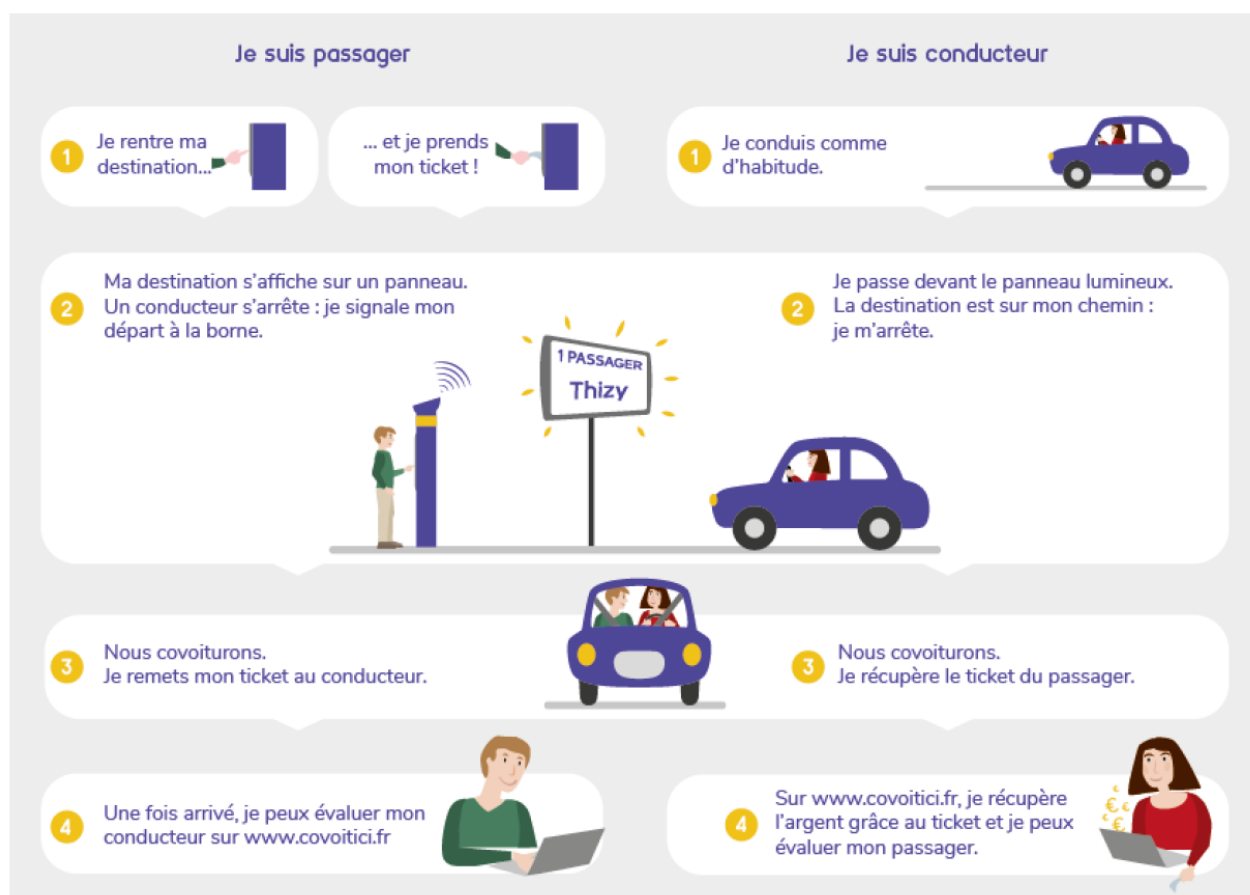 Je suis passager
Je suis conducteur
1
Je rentre ma
destination...
... et je prends
mon ticket !
1
Je conduis comme
d'habitude.
2
Ma destination s'affiche sur un panneau.
Un conducteur s'arrête : je signale mon
départ à la borne.
2
Je passe devant le panneau lumineux.
La destination est sur mon chemin :
je m'arrête.
1 PASSAGER
Thizy
3
Nous covoiturons.
Je remets mon ticket au conducteur.
3
Nous covoiturons.
Je récupère le ticket du passager.
4
Une fois arrivé, je peux évaluer mon
conducteur sur www.covoitici.fr
4
Sur www.covoitici.fr, je récupère
l'argent grâce au ticket et je peux
évaluer mon passager.